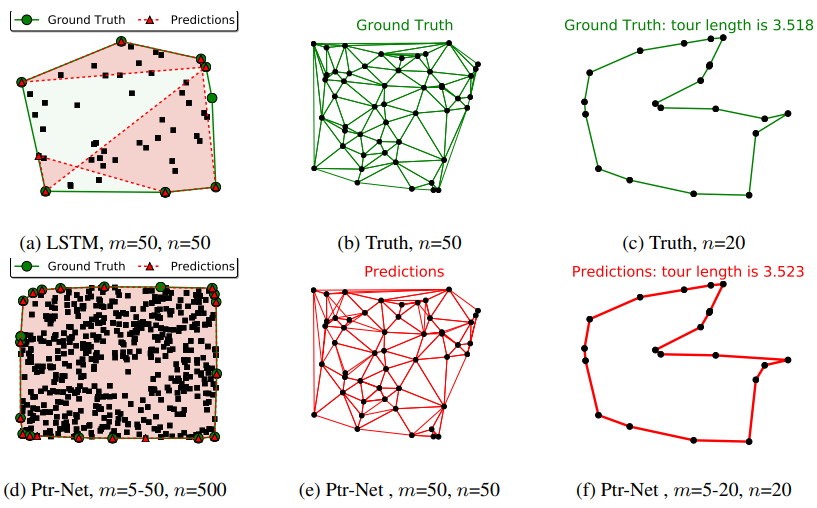 Ground Truth Predictions
Ground Truth
Ground Truth: tour length is 3.518
(a) LSTM, m=50, n=50
(b) Truth, n=50
(c) Truth, n=20
Ground Truth Predictions
Predictions
Predictions: tour length is 3.523
(d) Ptr-Net, m=5-50, n=500
(e) Ptr-Net , m=50, n=50
(f) Ptr-Net , m=5-20, n=20